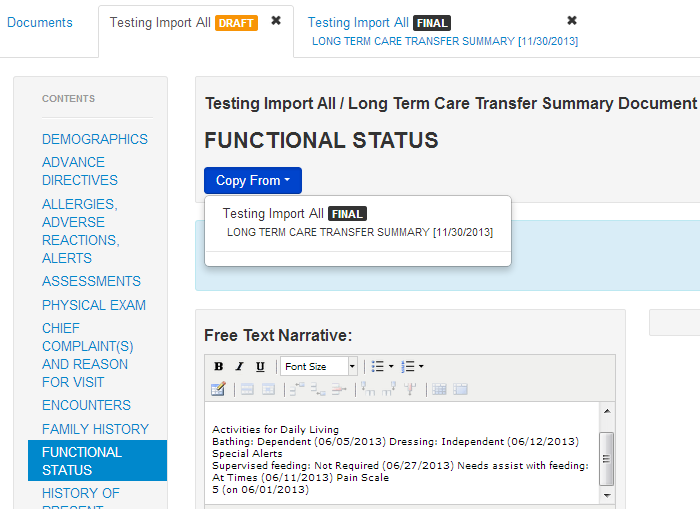 Documents
Testing Import All DRAFT ✖
Testing Import All FINAL ✖
LONG TERM CARE TRANSFER SUMMARY [11/30/2013]
CONTENTS
DEMOGRAPHICS
ADVANCE
DIRECTIVES
ALLERGIES,
ADVERSE
REACTIONS,
ALERTS
ASSESSMENTS
PHYSICAL EXAM
CHIEF
COMPLAINT(S)
AND REASON
FOR VISIT
ENCOUNTERS
FAMILY HISTORY
FUNCTIONAL
STATUS
HISTORY OF
PRESENT
Testing Import All / Long Term Care Transfer Summary Document
FUNCTIONAL STATUS
Copy From
Testing Import All FINAL
LONG TERM CARE TRANSFER SUMMARY [11/30/2013]
Free Text Narrative:
B I U Font Size
Activities for Daily Living
Bathing: Dependent (06/05/2013) Dressing: Independent (06/12/2013)
Special Alerts
Supervised feeding: Not Required (06/27/2013) Needs assist with feeding:
At Times (06/11/2013) Pain Scale
5 (on 06/01/2013)